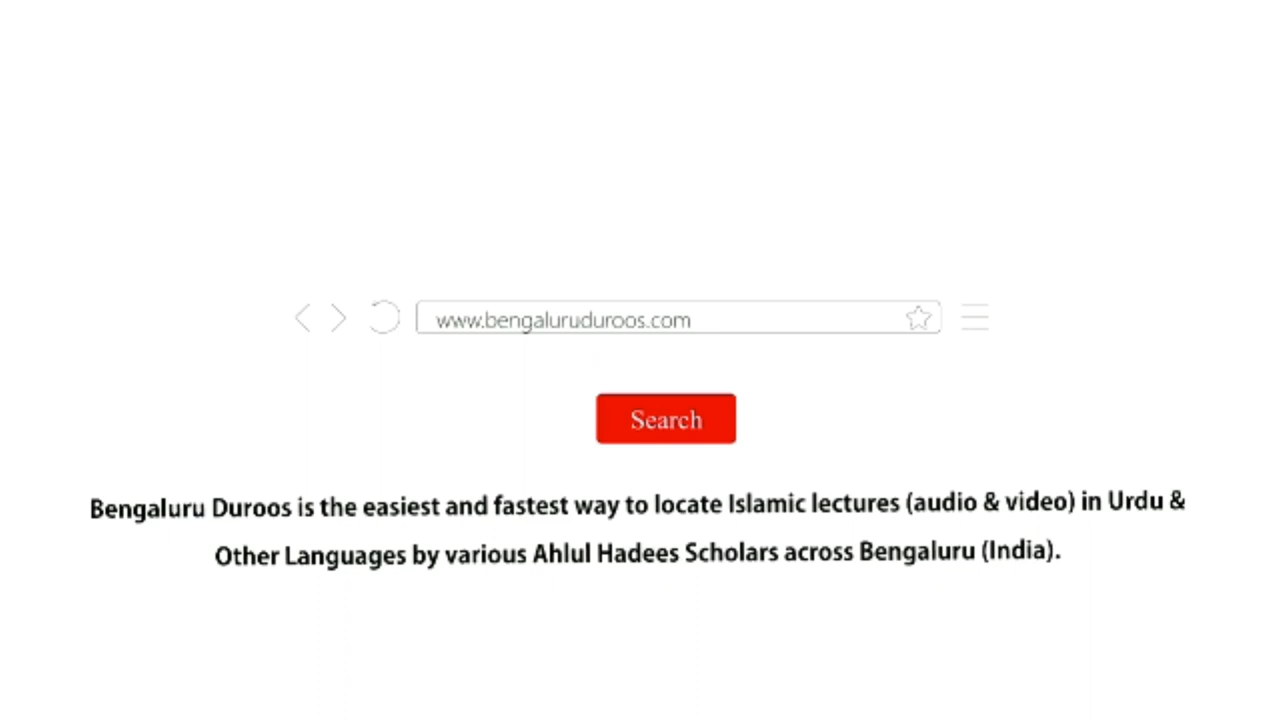 www.bengaluruduroos.com
Search
Bengaluru Duroos is the easiest and fastest way to locate Islamic lectures (audio & video) in Urdu &
Other Languages by various Ahlul Hadees Scholars across Bengaluru (India).